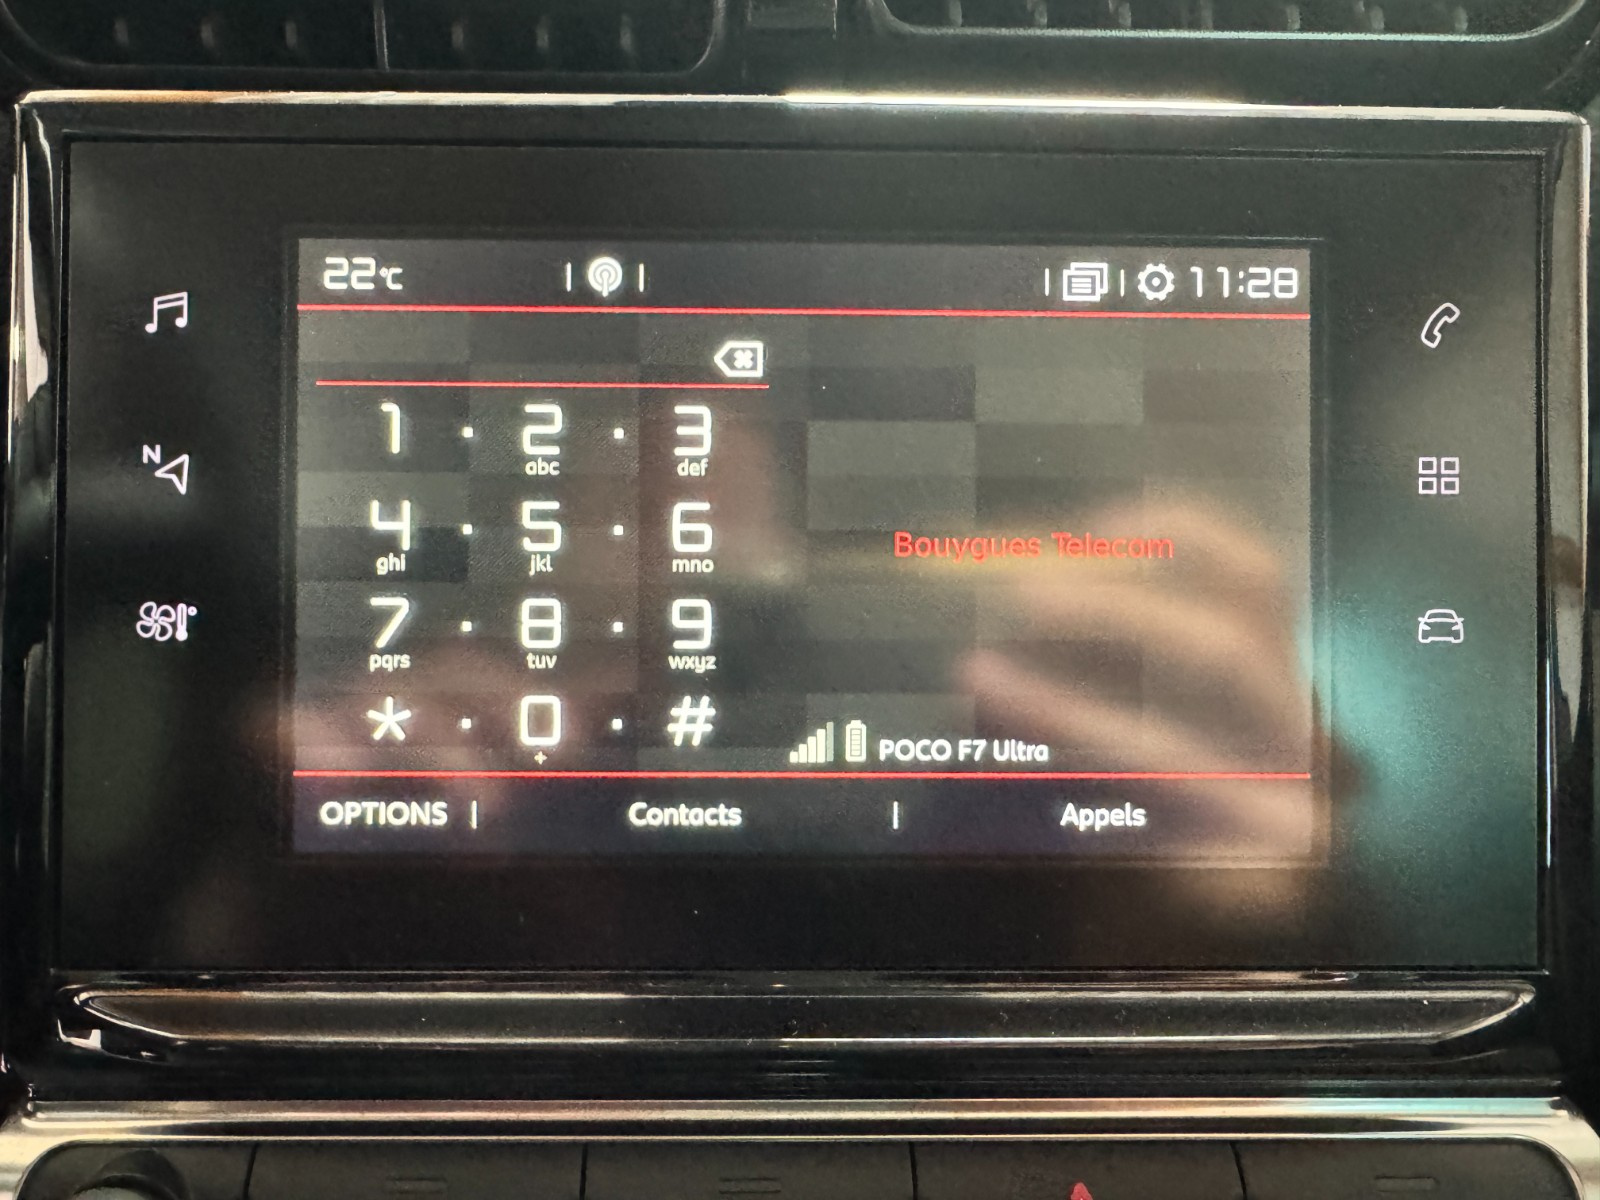 22°C
11:28
1 2 3
abc def
4 5 6
ghi jkl mno
7 8 9
pqrs tuv wxyz
* 0 #
+
Bouygues Telecom
POCO F7 Ultra
OPTIONS | Contacts | Appels
N